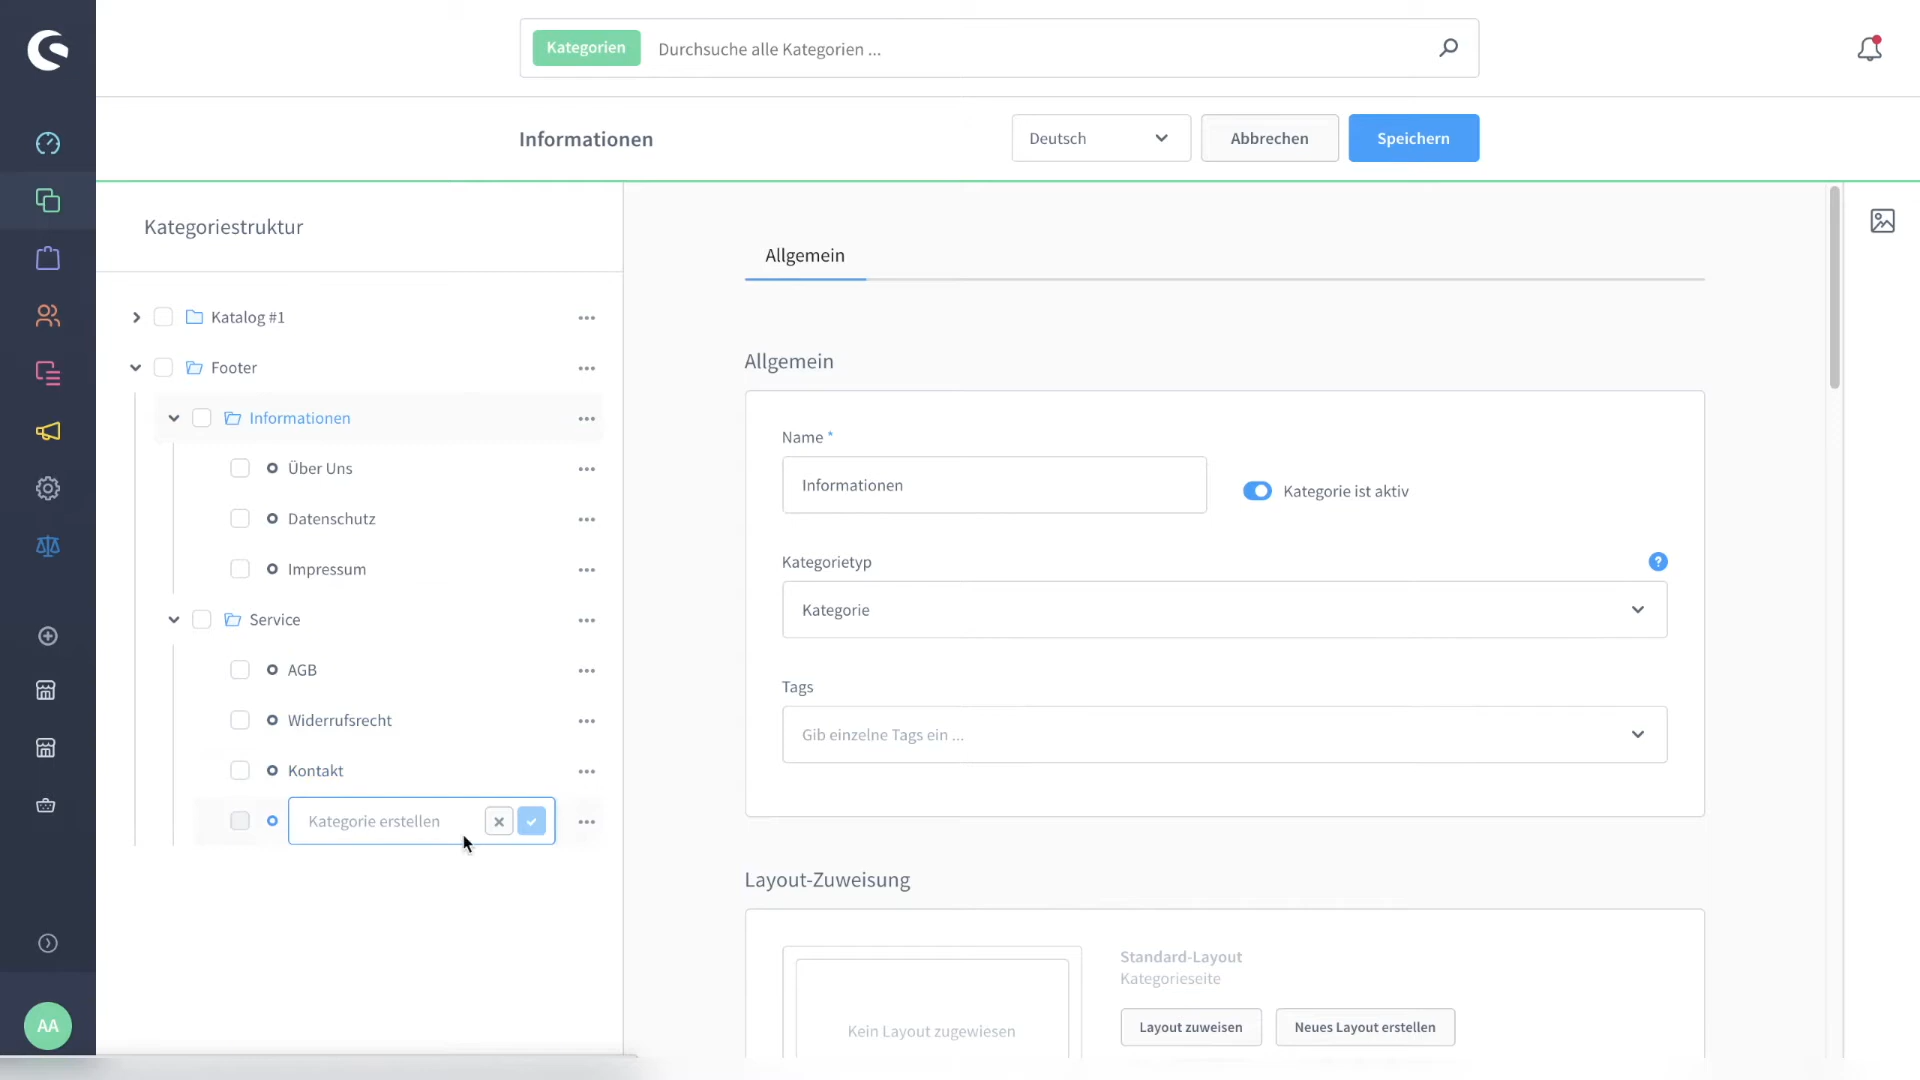 Kategorien
Durchsuche alle Kategorien ...
Informationen
Deutsch
Abbrechen
Speichern
Kategoriestruktur
Katalog #1
Footer
Informationen
Über Uns
Datenschutz
Impressum
Service
AGB
Widerrufsrecht
Kontakt
Kategorie erstellen
Allgemein
Allgemein
Name *
Informationen
Kategorie ist aktiv
Kategorietyp
?
Kategorie
Tags
Gib einzelne Tags ein ...
Layout-Zuweisung
Kein Layout zugewiesen
Standard-Layout
Kategorieseite
Layout zuweisen
Neues Layout erstellen
AA